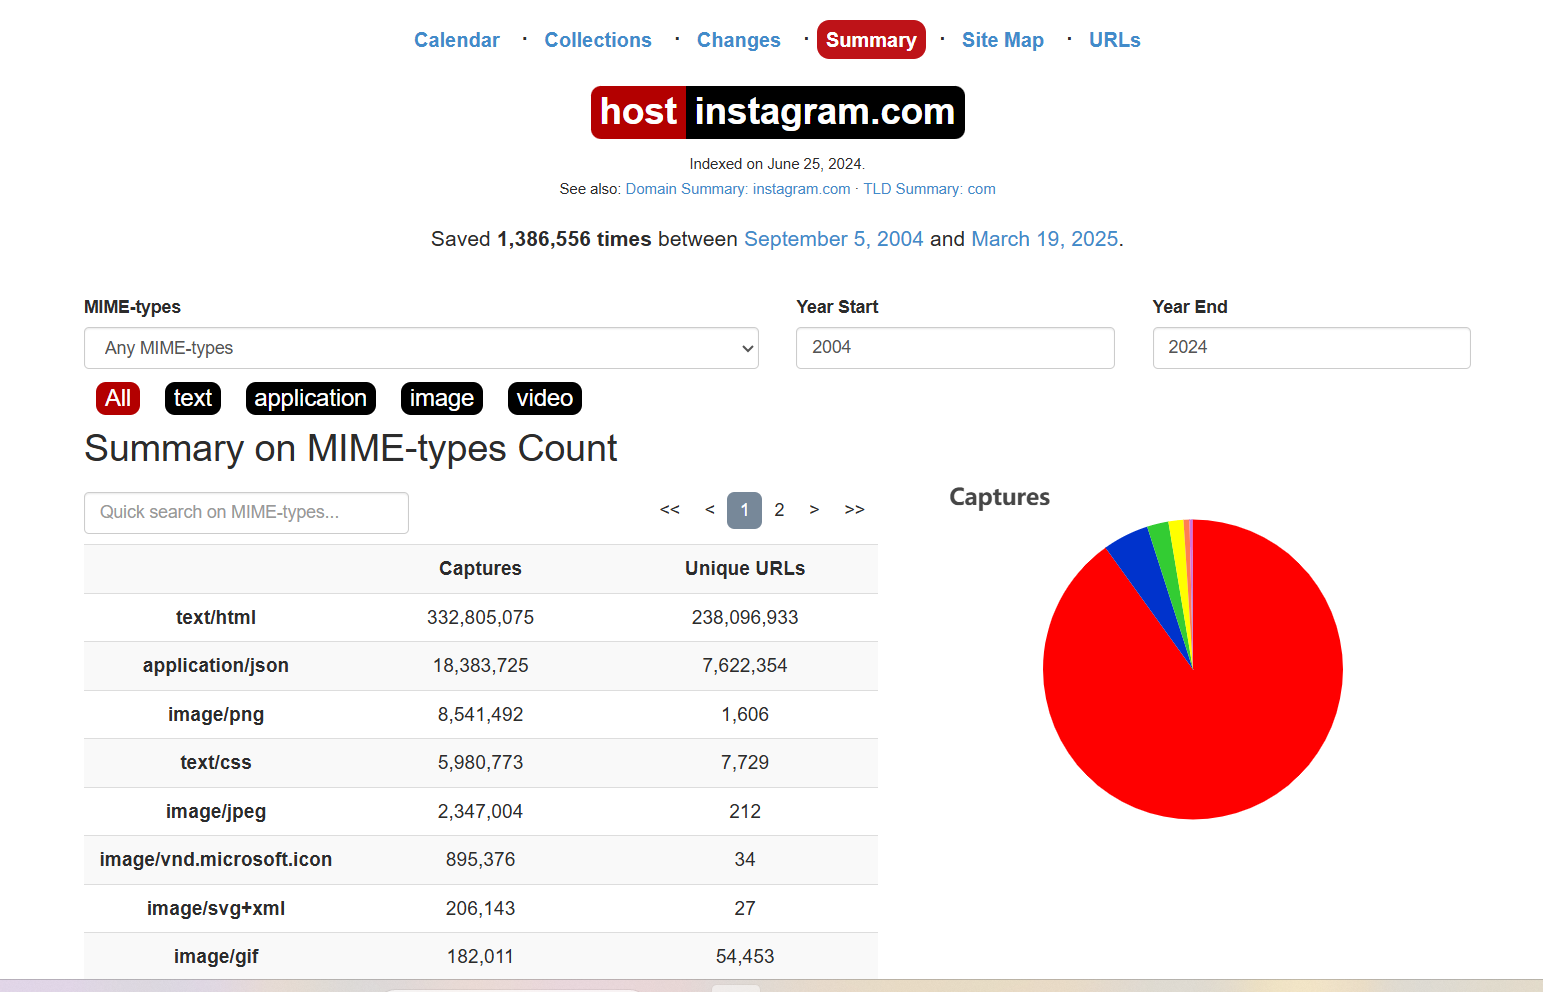 Calendar · Collections · Changes · Summary · Site Map · URLs
host instagram.com
Indexed on June 25, 2024.
See also: Domain Summary: instagram.com · TLD Summary: com
Saved 1,386,556 times between September 5, 2004 and March 19, 2025.
MIME-types Year Start Year End
Any MIME-types 2004 2024
All text application image video
Summary on MIME-types Count
Quick search on MIME-types... << < 1 2 > >>
Captures
Captures Unique URLs
text/html 332,805,075 238,096,933
application/json 18,383,725 7,622,354
image/png 8,541,492 1,606
text/css 5,980,773 7,729
image/jpeg 2,347,004 212
image/vnd.microsoft.icon 895,376 34
image/svg+xml 206,143 27
image/gif 182,011 54,453